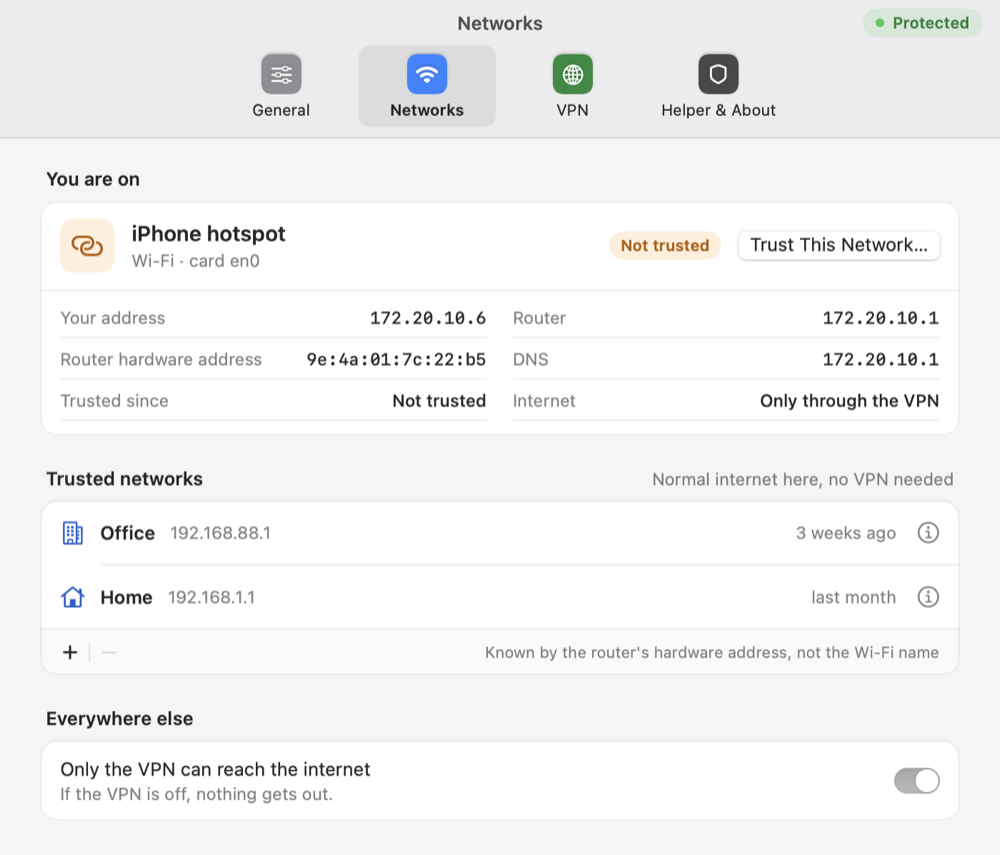 Networks
Protected
General
Networks
VPN
Helper & About
You are on
iPhone hotspot
Wi-Fi · card en0
Not trusted
Trust This Network...
Your address 172.20.10.6
Router 172.20.10.1
Router hardware address 9e:4a:01:7c:22:b5
DNS 172.20.10.1
Trusted since Not trusted
Internet Only through the VPN
Trusted networks
Normal internet here, no VPN needed
Office 192.168.88.1 3 weeks ago
Home 192.168.1.1 last month
Known by the router's hardware address, not the Wi-Fi name
Everywhere else
Only the VPN can reach the internet
If the VPN is off, nothing gets out.